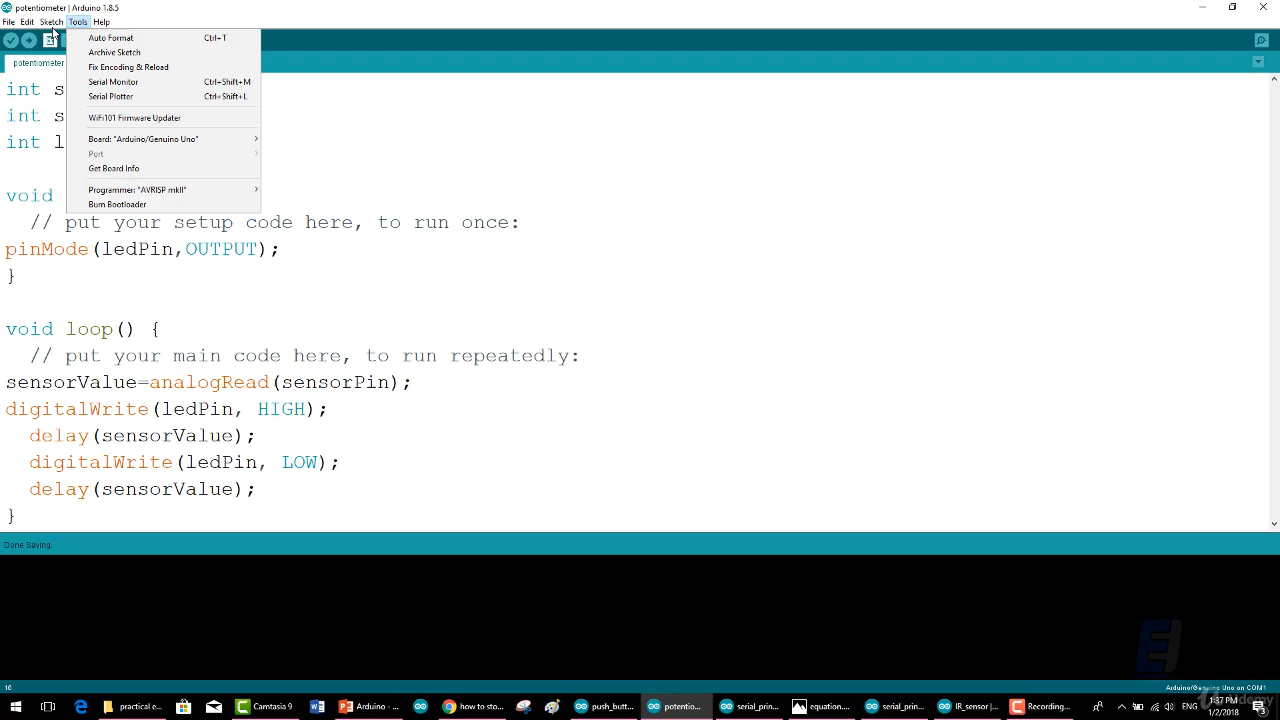 potentiometer | Arduino 1.8.5
File Edit Sketch Tools Help
Auto Format Ctrl+T
Archive Sketch
Fix Encoding & Reload
Serial Monitor Ctrl+Shift+M
Serial Plotter Ctrl+Shift+L
WiFi101 Firmware Updater
Board: "Arduino/Genuino Uno"
Port
Get Board Info
Programmer: "AVRISP mkII"
Burn Bootloader
potentiometer
int s
int s
int l
void
// put your setup code here, to run once:
pinMode(ledPin,OUTPUT);
}
void loop() {
// put your main code here, to run repeatedly:
sensorValue=analogRead(sensorPin);
digitalWrite(ledPin, HIGH);
delay(sensorValue);
digitalWrite(ledPin, LOW);
delay(sensorValue);
}
Done Saving.
16
Arduino/Genuino Uno on COM1
practical e...
Camtasia 9
Arduino - ...
how to sto...
push_butt...
potentio...
serial_prin...
equation....
serial_prin...
IR_sensor |...
Recording...
ENG
1:37 PM
1/2/2018
Udemy